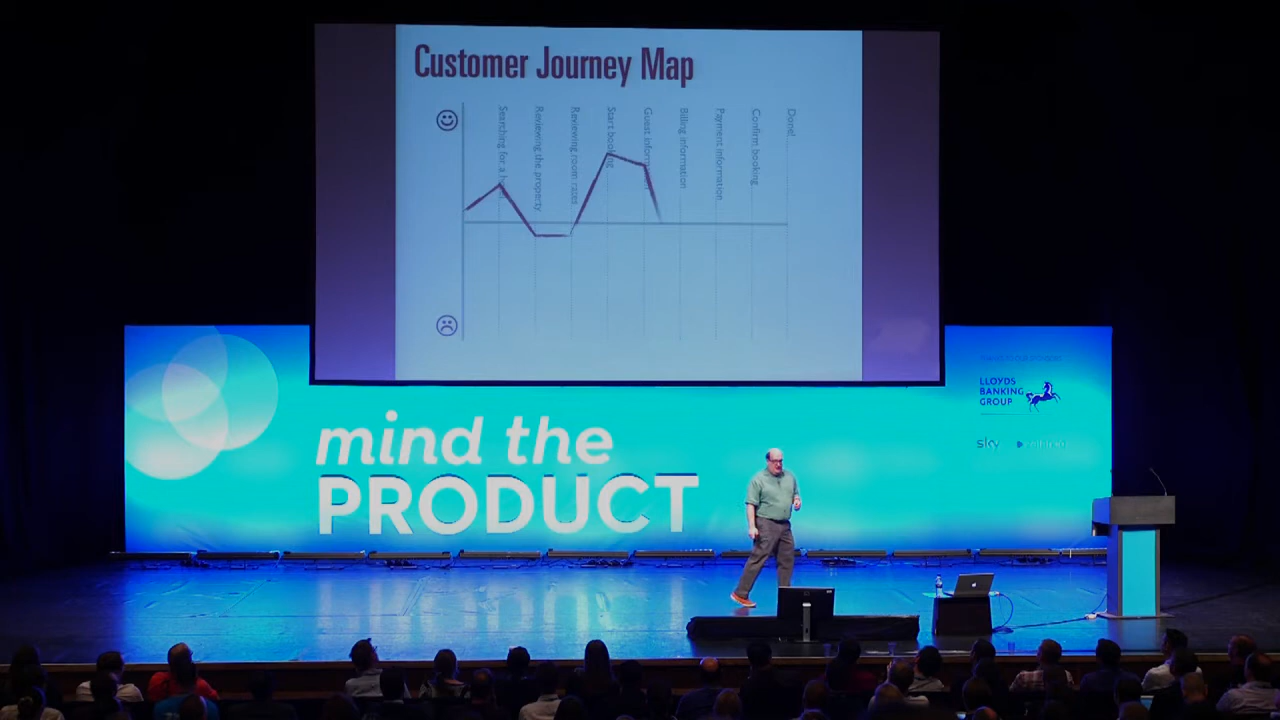 Customer Journey Map
Searching for a
Reviewing the property
Reviewing room rates
Start booking
Guest
Billing information
Payment information
Confirm booking
Done!
mind the
PRODUCT
LLOYDS
BANKING
GROUP
sky